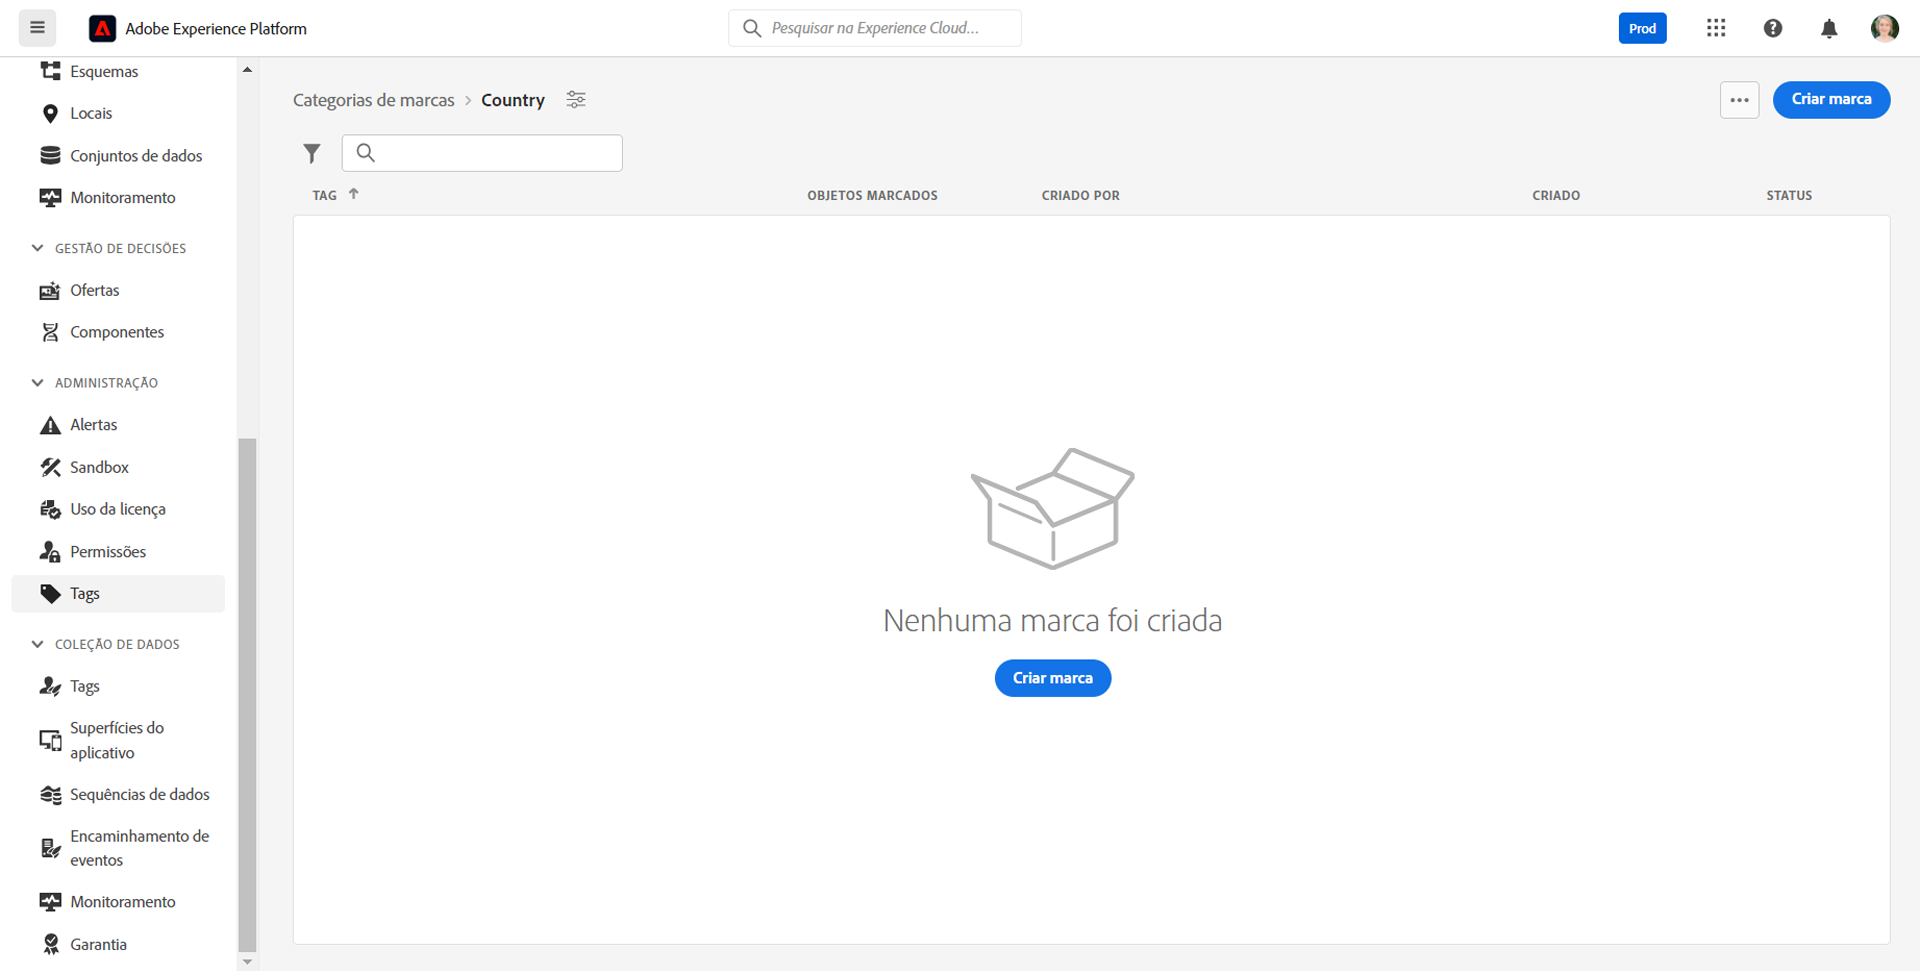 Adobe Experience Platform
Pesquisar na Experience Cloud...
Prod
Esquemas
Locais
Conjuntos de dados
Monitoramento
GESTÃO DE DECISÕES
Ofertas
Componentes
ADMINISTRAÇÃO
Alertas
Sandbox
Uso da licença
Permissões
Tags
COLEÇÃO DE DADOS
Tags
Superfícies do
aplicativo
Sequências de dados
Encaminhamento de
eventos
Monitoramento
Garantia
Categorias de marcas > Country
Criar marca
TAG OBJETOS MARCADOS CRIADO POR CRIADO STATUS
Nenhuma marca foi criada
Criar marca